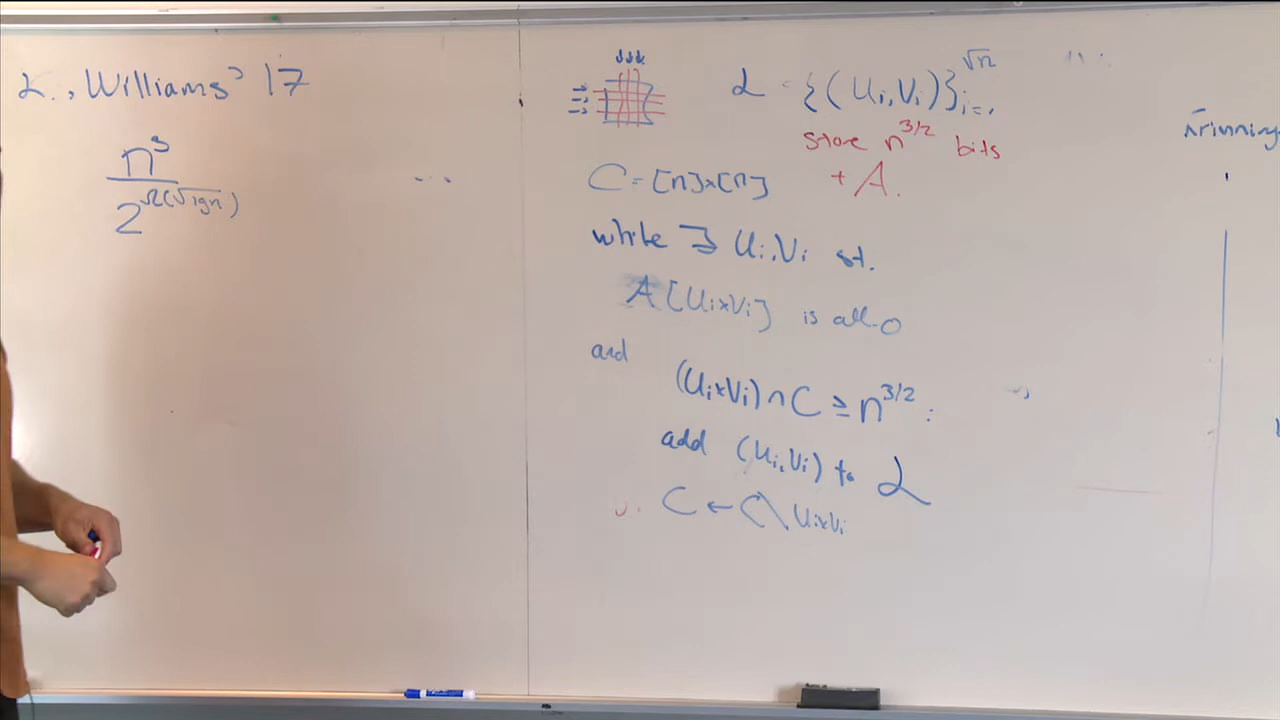 L., Williams '17
n^3
2^{Ω(√lg n)}
L = {(U_i, V_i)}_{i=1}^{√n}
store n^{3/2} bits
+ A.
C = [n]×[n]
while ∃ U_i, V_i st.
A[U_i×V_i] is all 0
and
(U_i×V_i) ∩ C ≥ n^{3/2} :
add (U_i, V_i) to L
C ← C \ U_i×V_i